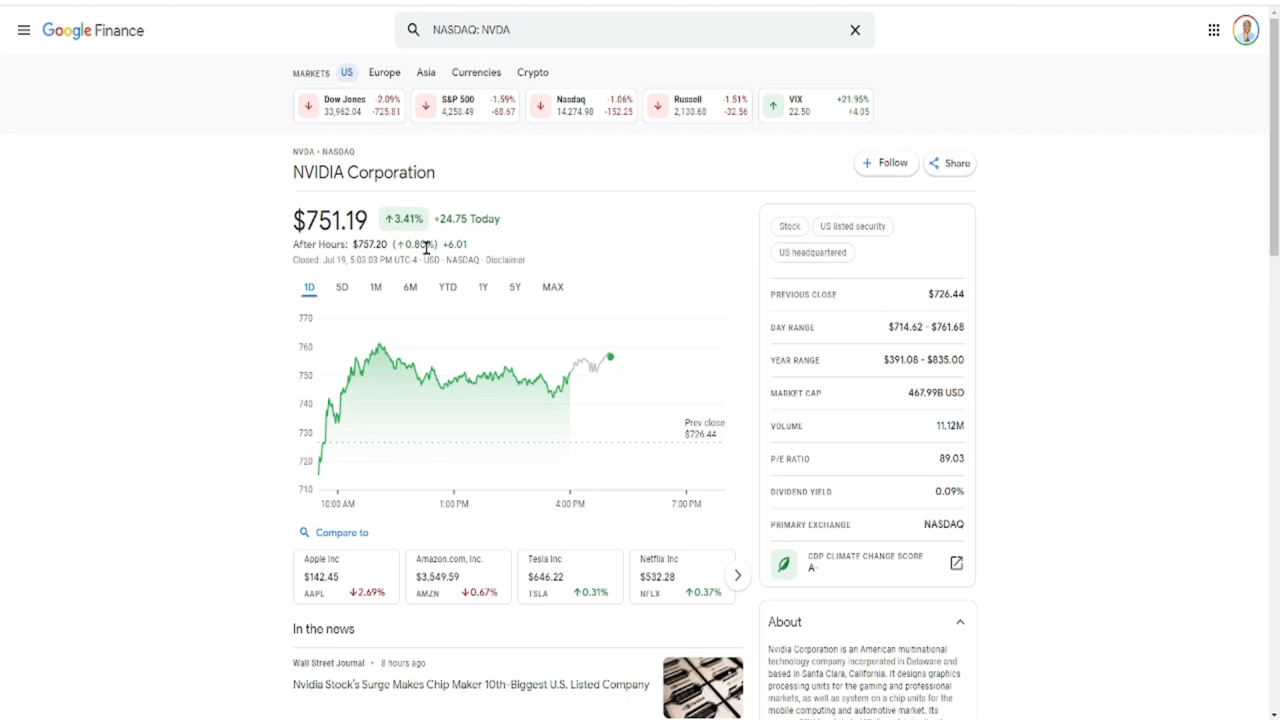 Google Finance
NASDAQ: NVDA
MARKETS US Europe Asia Currencies Crypto
Dow Jones -2.09%
33,962.04 -725.81
S&P 500 -1.59%
4,258.49 -68.67
Nasdaq -1.06%
14,274.98 -152.25
Russell -1.51%
2,130.68 -32.56
VIX +21.95%
22.50 +4.05
NVDA • NASDAQ
NVIDIA Corporation
Follow
Share
$751.19 ↑3.41% +24.75 Today
After Hours: $757.20 (↑0.80%) +6.01
Closed: Jul 19, 5:03:03 PM UTC-4 · USD · NASDAQ · Disclaimer
1D 5D 1M 6M YTD 1Y 5Y MAX
770
760
750
740
730
720
710
Prev close
$726.44
10:00 AM 1:00 PM 4:00 PM 7:00 PM
Compare to
Apple Inc
$142.45
AAPL ↓2.69%
Amazon.com, Inc.
$3,549.59
AMZN ↓0.67%
Tesla Inc
$646.22
TSLA ↑0.31%
Netflix Inc
$532.28
NFLX ↑0.37%
In the news
Wall Street Journal • 8 hours ago
Nvidia Stock's Surge Makes Chip Maker 10th-Biggest U.S. Listed Company
Stock US listed security
US headquartered
PREVIOUS CLOSE $726.44
DAY RANGE $714.62 - $761.68
YEAR RANGE $391.08 - $835.00
MARKET CAP 467.99B USD
VOLUME 11.12M
P/E RATIO 89.03
DIVIDEND YIELD 0.09%
PRIMARY EXCHANGE NASDAQ
CDP CLIMATE CHANGE SCORE
A-
About
Nvidia Corporation is an American multinational
technology company incorporated in Delaware and
based in Santa Clara, California. It designs graphics
processing units for the gaming and professional
markets, as well as system on a chip units for the
mobile computing and automotive market. Its